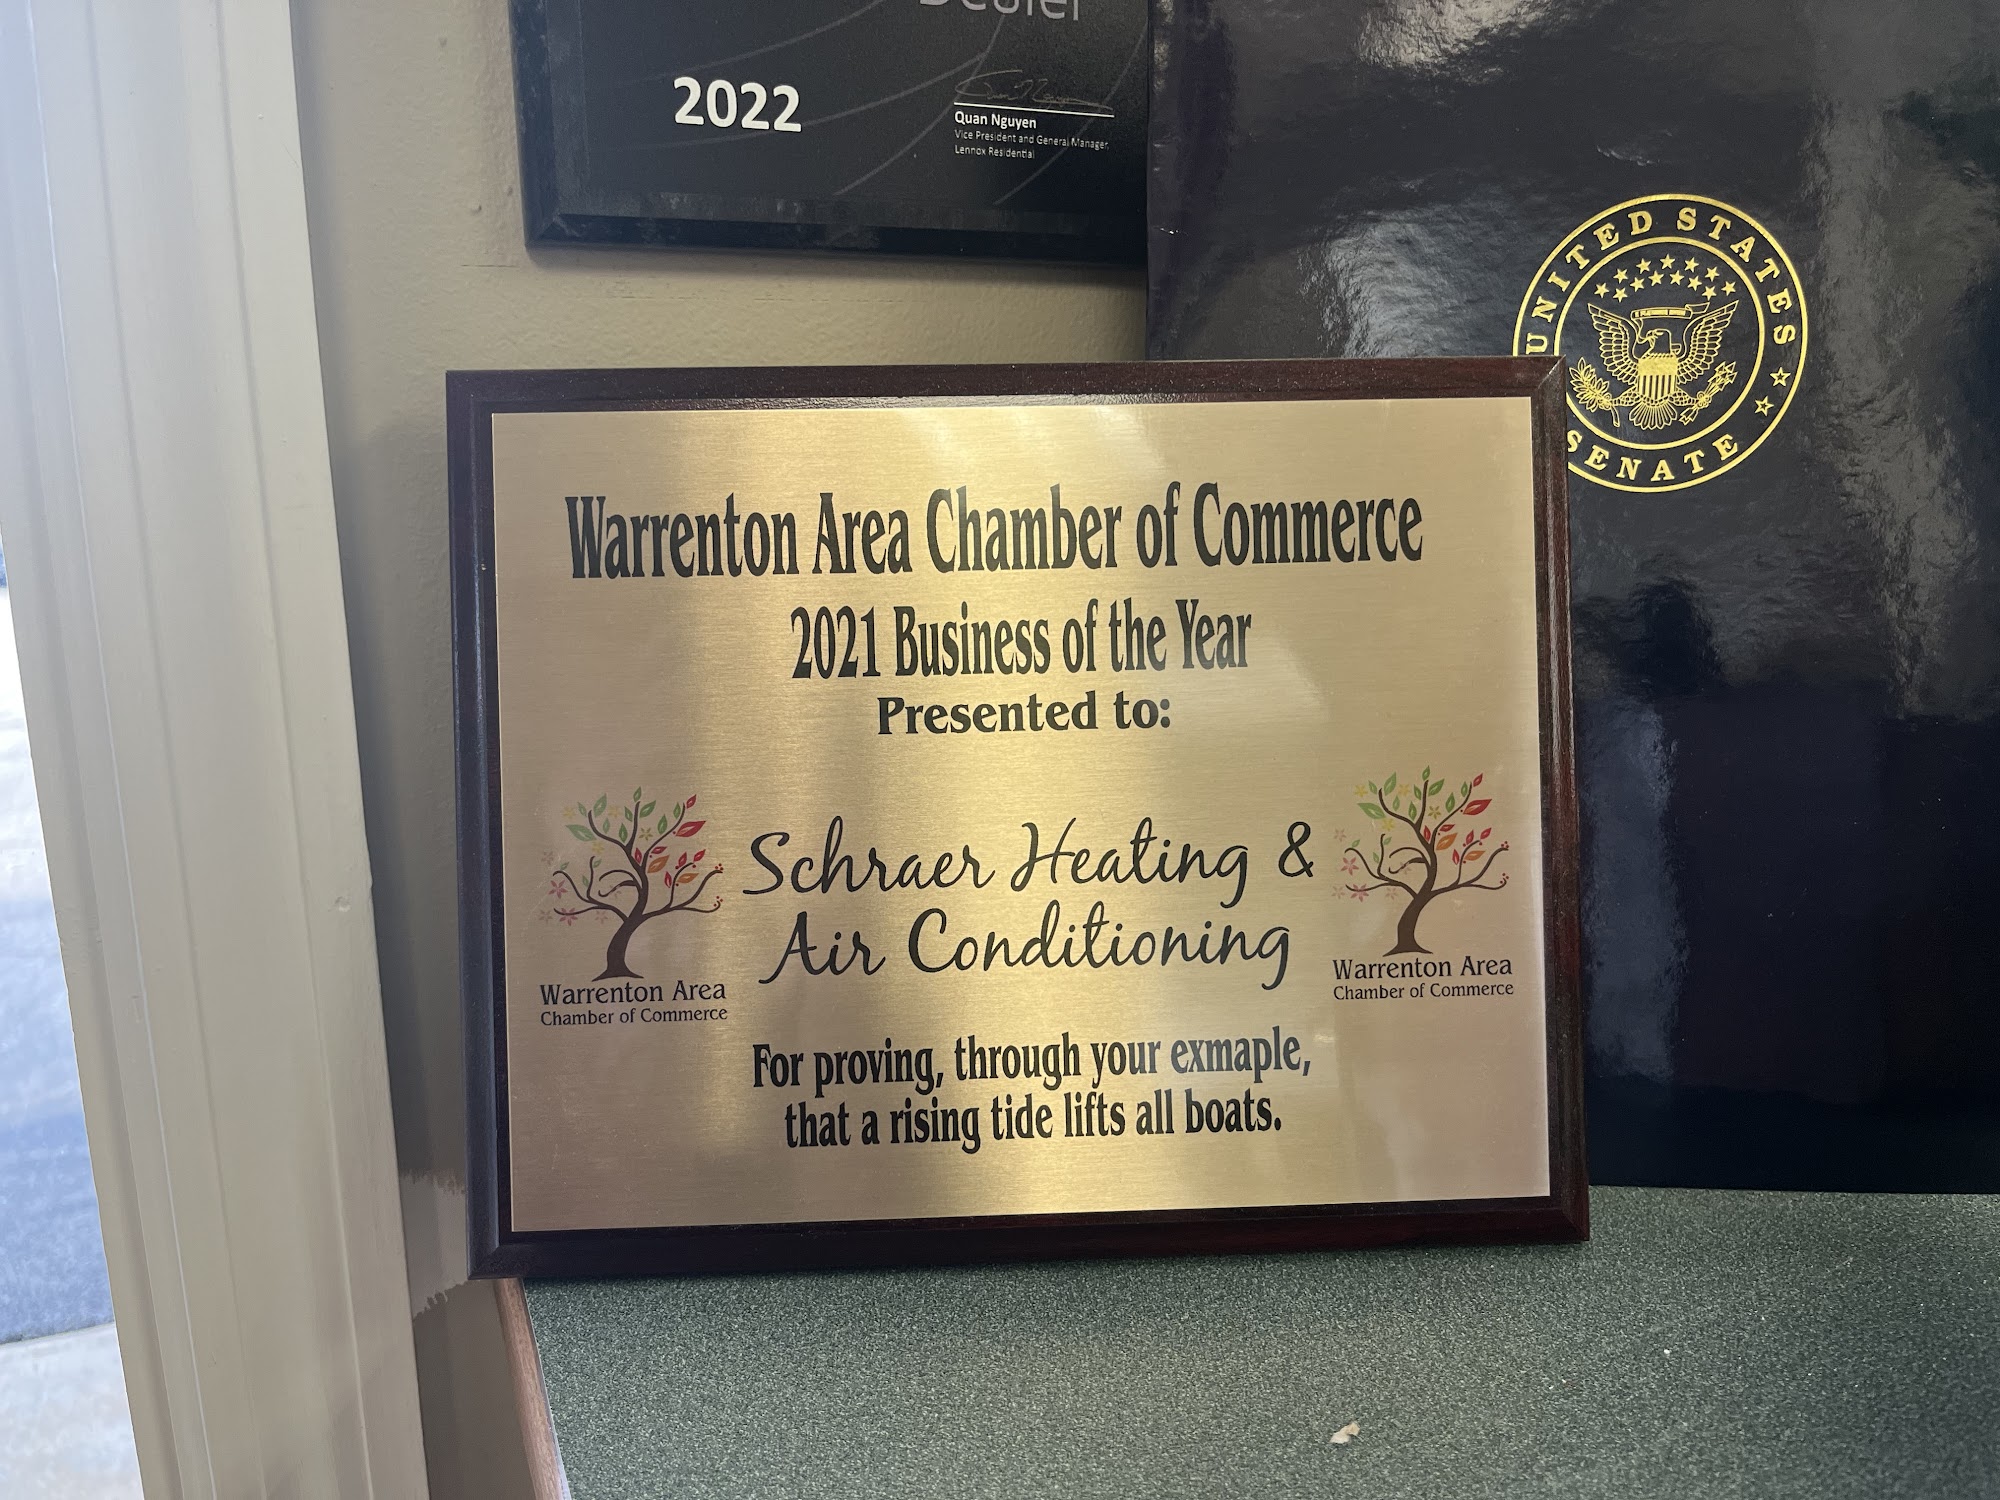 Dealer
2022
Quan Nguyen
Vice President and General Manager,
Lennox Residential
UNITED STATES
SENATE
Warrenton Area Chamber of Commerce
2021 Business of the Year
Presented to:
Schraer Heating &
Air Conditioning
Warrenton Area
Chamber of Commerce
Warrenton Area
Chamber of Commerce
For proving, through your exmaple,
that a rising tide lifts all boats.